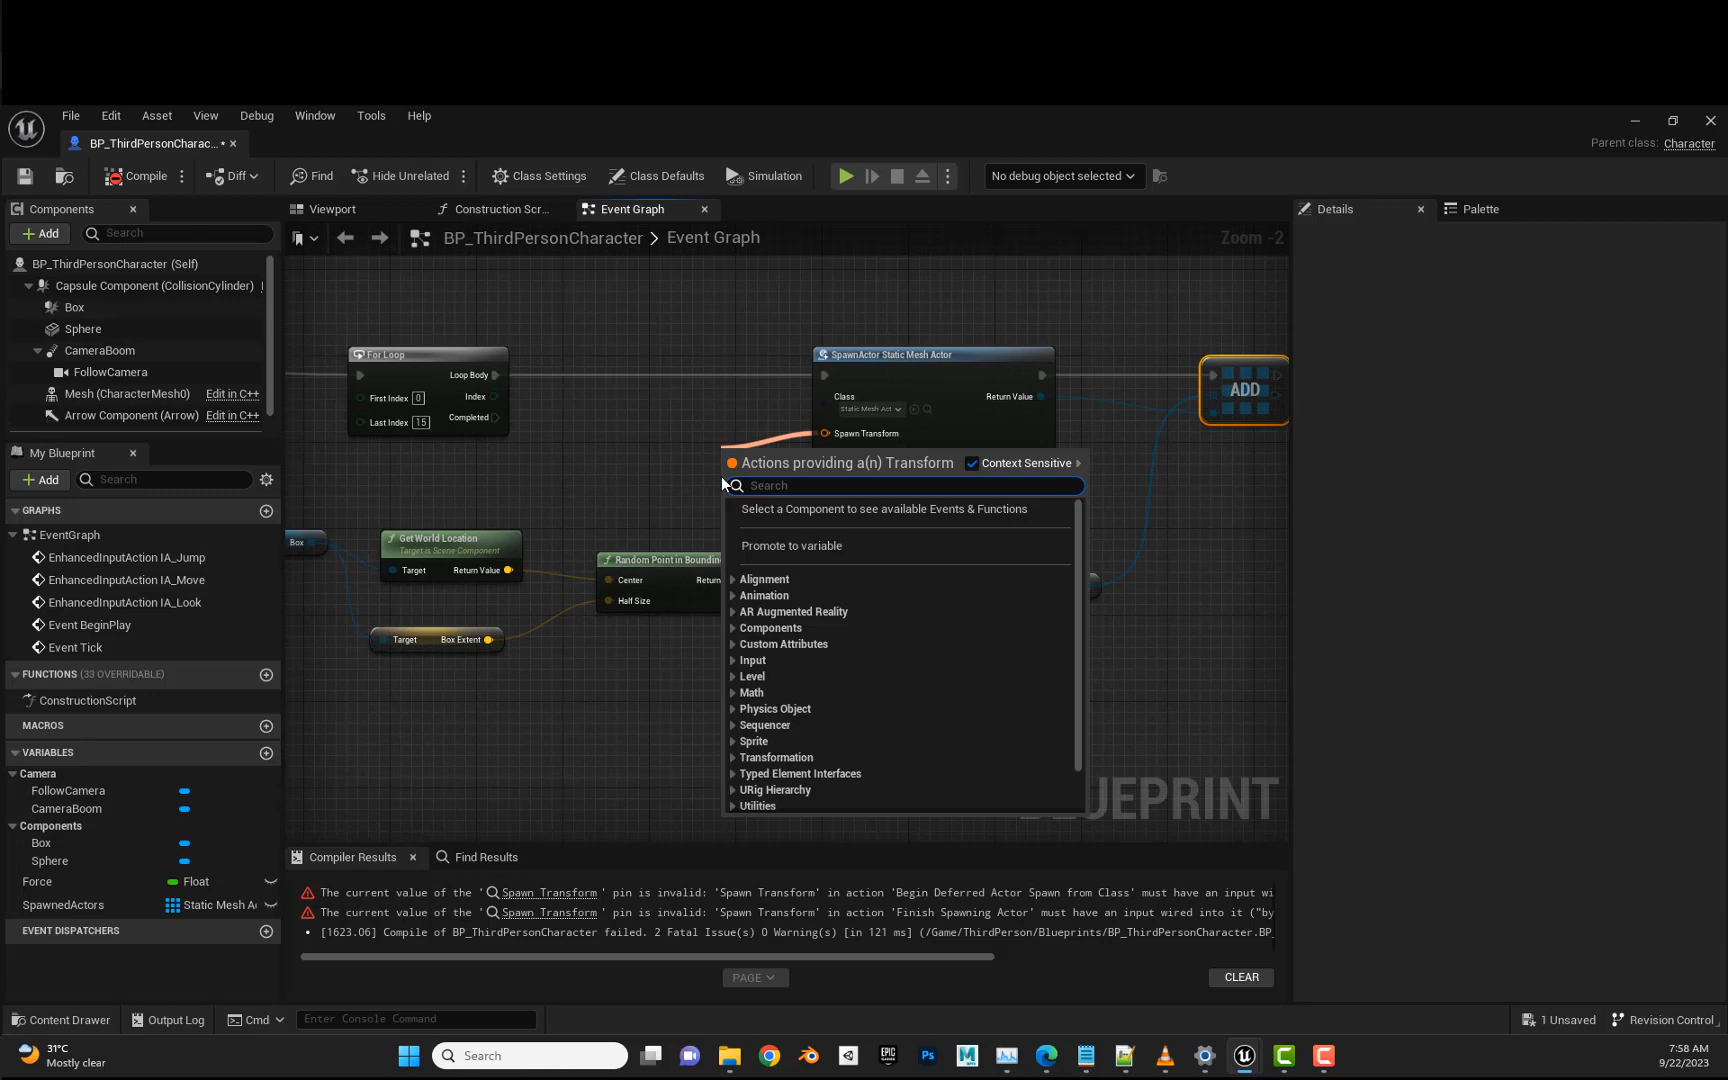 File Edit Asset View Debug Window Tools Help
BP_ThirdPersonCharac... •
Parent class: Character
Compile Diff Find Hide Unrelated Class Settings Class Defaults Simulation No debug object selected
Components
Add Search
BP_ThirdPersonCharacter (Self)
Capsule Component (CollisionCylinder)
Box
Sphere
CameraBoom
FollowCamera
Mesh (CharacterMesh0) Edit in C++
Arrow Component (Arrow) Edit in C++
My Blueprint
Add Search
GRAPHS
EventGraph
EnhancedInputAction IA_Jump
EnhancedInputAction IA_Move
EnhancedInputAction IA_Look
Event BeginPlay
Event Tick
FUNCTIONS (33 OVERRIDABLE)
ConstructionScript
MACROS
VARIABLES
Camera
FollowCamera
CameraBoom
Components
Box
Sphere
Force Float
SpawnedActors Static Mesh Ac
EVENT DISPATCHERS
Viewport Construction Scr... Event Graph
BP_ThirdPersonCharacter > Event Graph Zoom -2
For Loop
Loop Body
First Index 0 Index
Last Index 15 Completed
SpawnActor Static Mesh Actor
Class
Static Mesh Act
Return Value
Spawn Transform
ADD
Box
Get World Location
Target is Scene Component
Target Return Value
Target Box Extent
Random Point in Bounding
Center Return
Half Size
Actions providing a(n) Transform Context Sensitive
Search
Select a Component to see available Events & Functions
Promote to variable
Alignment
Animation
AR Augmented Reality
Components
Custom Attributes
Input
Level
Math
Physics Object
Sequencer
Sprite
Transformation
Typed Element Interfaces
URig Hierarchy
Utilities
BLUEPRINT
Details Palette
Compiler Results Find Results
The current value of the ' Spawn Transform ' pin is invalid: 'Spawn Transform' in action 'Begin Deferred Actor Spawn from Class' must have an input wi
The current value of the ' Spawn Transform ' pin is invalid: 'Spawn Transform' in action 'Finish Spawning Actor' must have an input wired into it ("by
• [1623.06] Compile of BP_ThirdPersonCharacter failed. 2 Fatal Issue(s) 0 Warning(s) [in 121 ms] (/Game/ThirdPerson/Blueprints/BP_ThirdPersonCharacter.BP_
PAGE CLEAR
Content Drawer Output Log Cmd Enter Console Command 1 Unsaved Revision Control
31°C
Mostly clear
Search
7:58 AM
9/22/2023